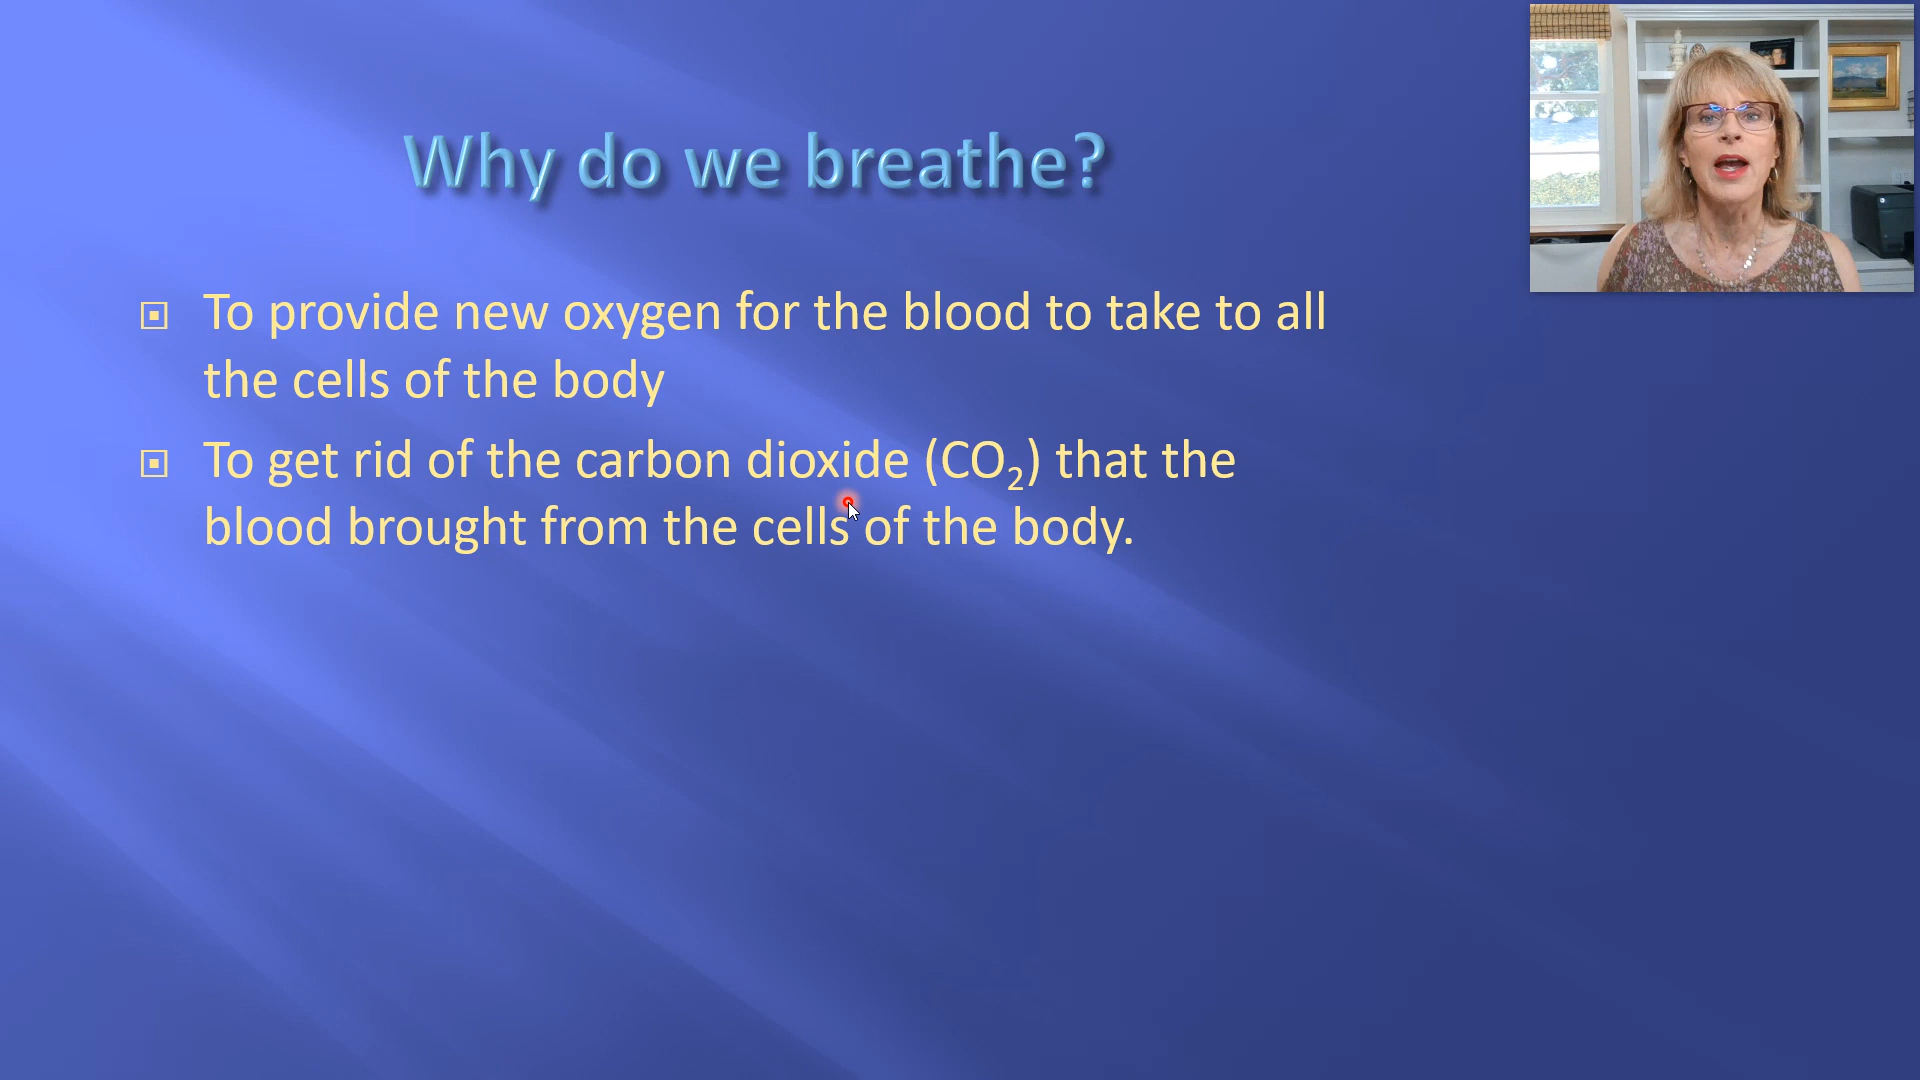 Why do we breathe?
To provide new oxygen for the blood to take to all
the cells of the body
To get rid of the carbon dioxide (CO₂) that the
blood brought from the cells of the body.